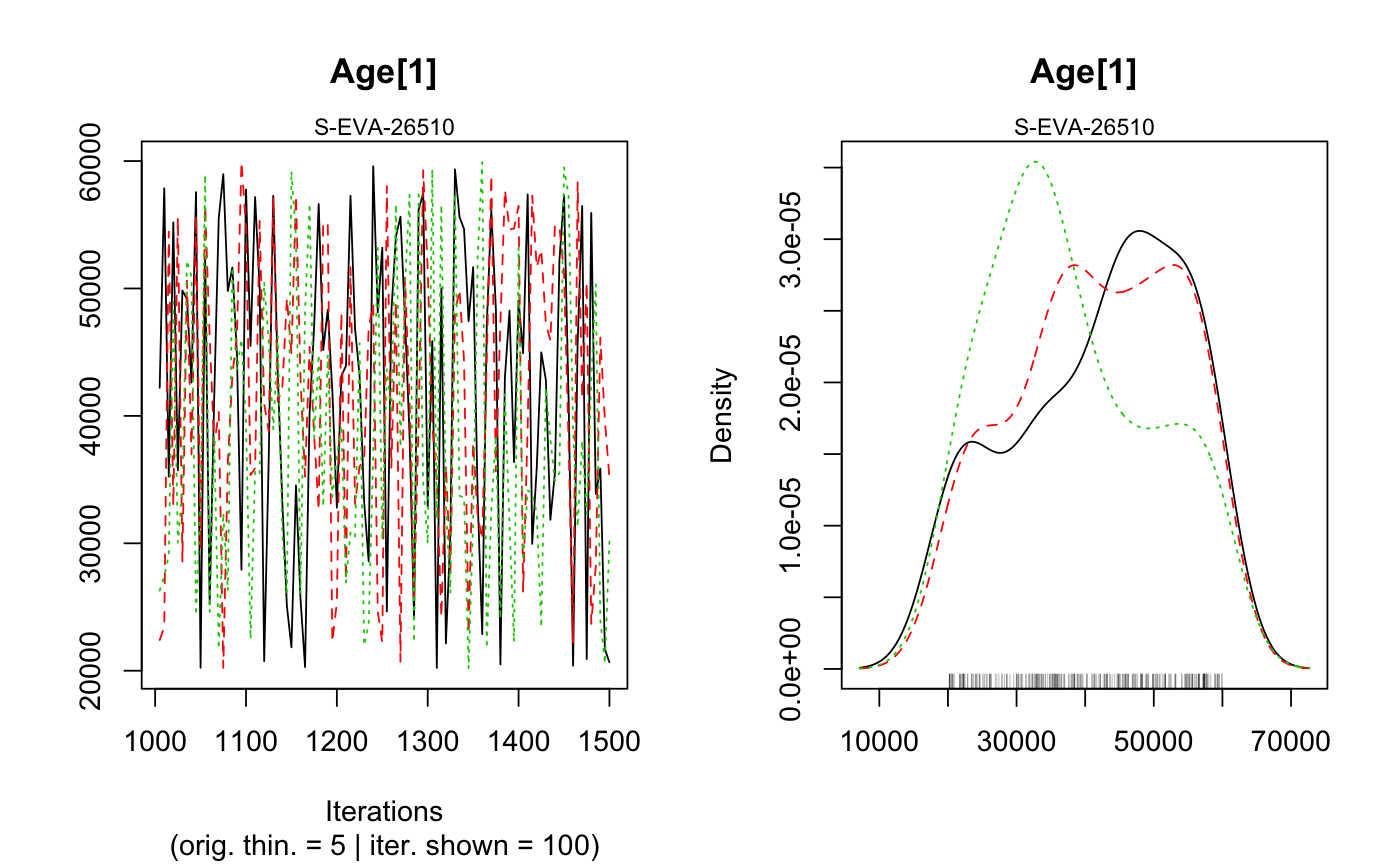 Age[1]
S-EVA-26510
60000
50000
40000
30000
20000
1000 1100 1200 1300 1400 1500
Iterations
(orig. thin. = 5 | iter. shown = 100)
Age[1]
S-EVA-26510
Density
3.0e-05
2.0e-05
1.0e-05
0.0e+00
10000 30000 50000 70000